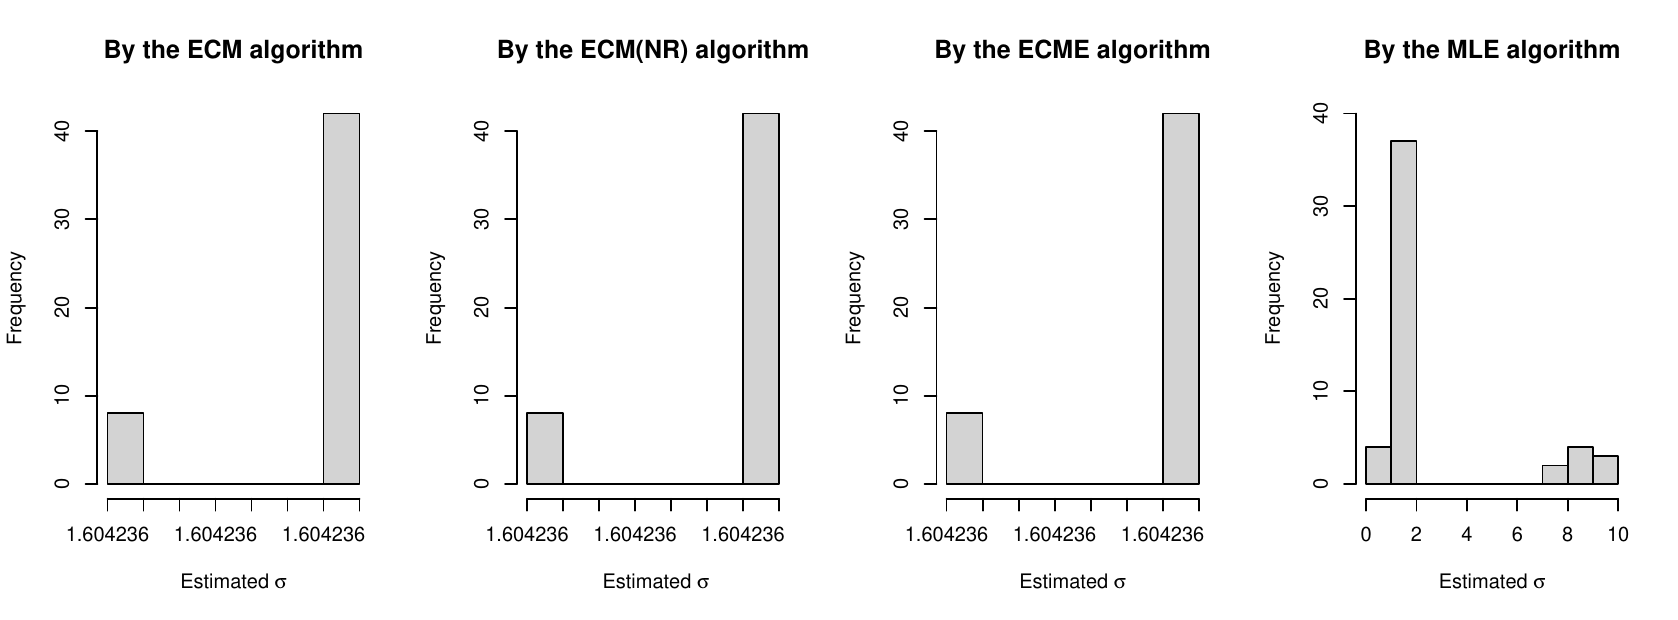 By the ECM algorithm
Frequency
40
30
20
10
0
1.604236 1.604236 1.604236
Estimated σ
By the ECM(NR) algorithm
Frequency
40
30
20
10
0
1.604236 1.604236 1.604236
Estimated σ
By the ECME algorithm
Frequency
40
30
20
10
0
1.604236 1.604236 1.604236
Estimated σ
By the MLE algorithm
Frequency
40
30
20
10
0
0 2 4 6 8 10
Estimated σ